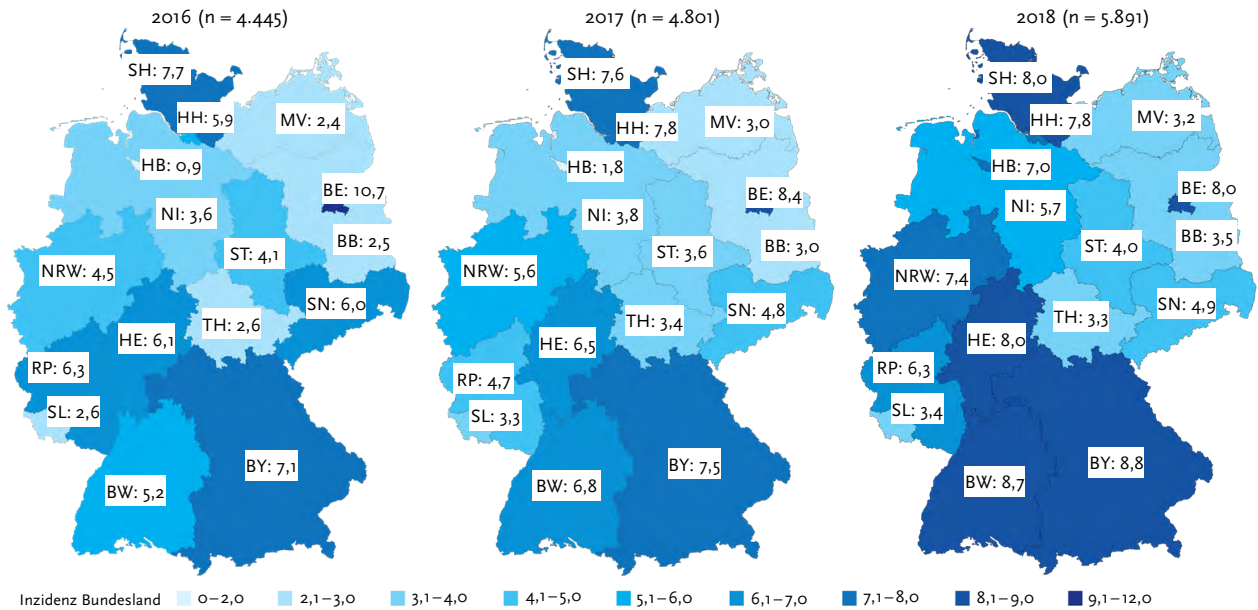 2016 (n = 4.445)
SH: 7,7
HH: 5,9
MV: 2,4
HB: 0,9
BE: 10,7
NI: 3,6
BB: 2,5
ST: 4,1
NRW: 4,5
SN: 6,0
TH: 2,6
HE: 6,1
RP: 6,3
SL: 2,6
BY: 7,1
BW: 5,2
2017 (n = 4.801)
SH: 7,6
HH: 7,8
MV: 3,0
HB: 1,8
BE: 8,4
NI: 3,8
BB: 3,0
ST: 3,6
NRW: 5,6
SN: 4,8
TH: 3,4
HE: 6,5
RP: 4,7
SL: 3,3
BY: 7,5
BW: 6,8
2018 (n = 5.891)
SH: 8,0
HH: 7,8
MV: 3,2
HB: 7,0
BE: 8,0
NI: 5,7
BB: 3,5
ST: 4,0
NRW: 7,4
SN: 4,9
TH: 3,3
HE: 8,0
RP: 6,3
SL: 3,4
BY: 8,8
BW: 8,7
Inzidenz Bundesland 0–2,0 2,1–3,0 3,1–4,0 4,1–5,0 5,1–6,0 6,1–7,0 7,1–8,0 8,1–9,0 9,1–12,0